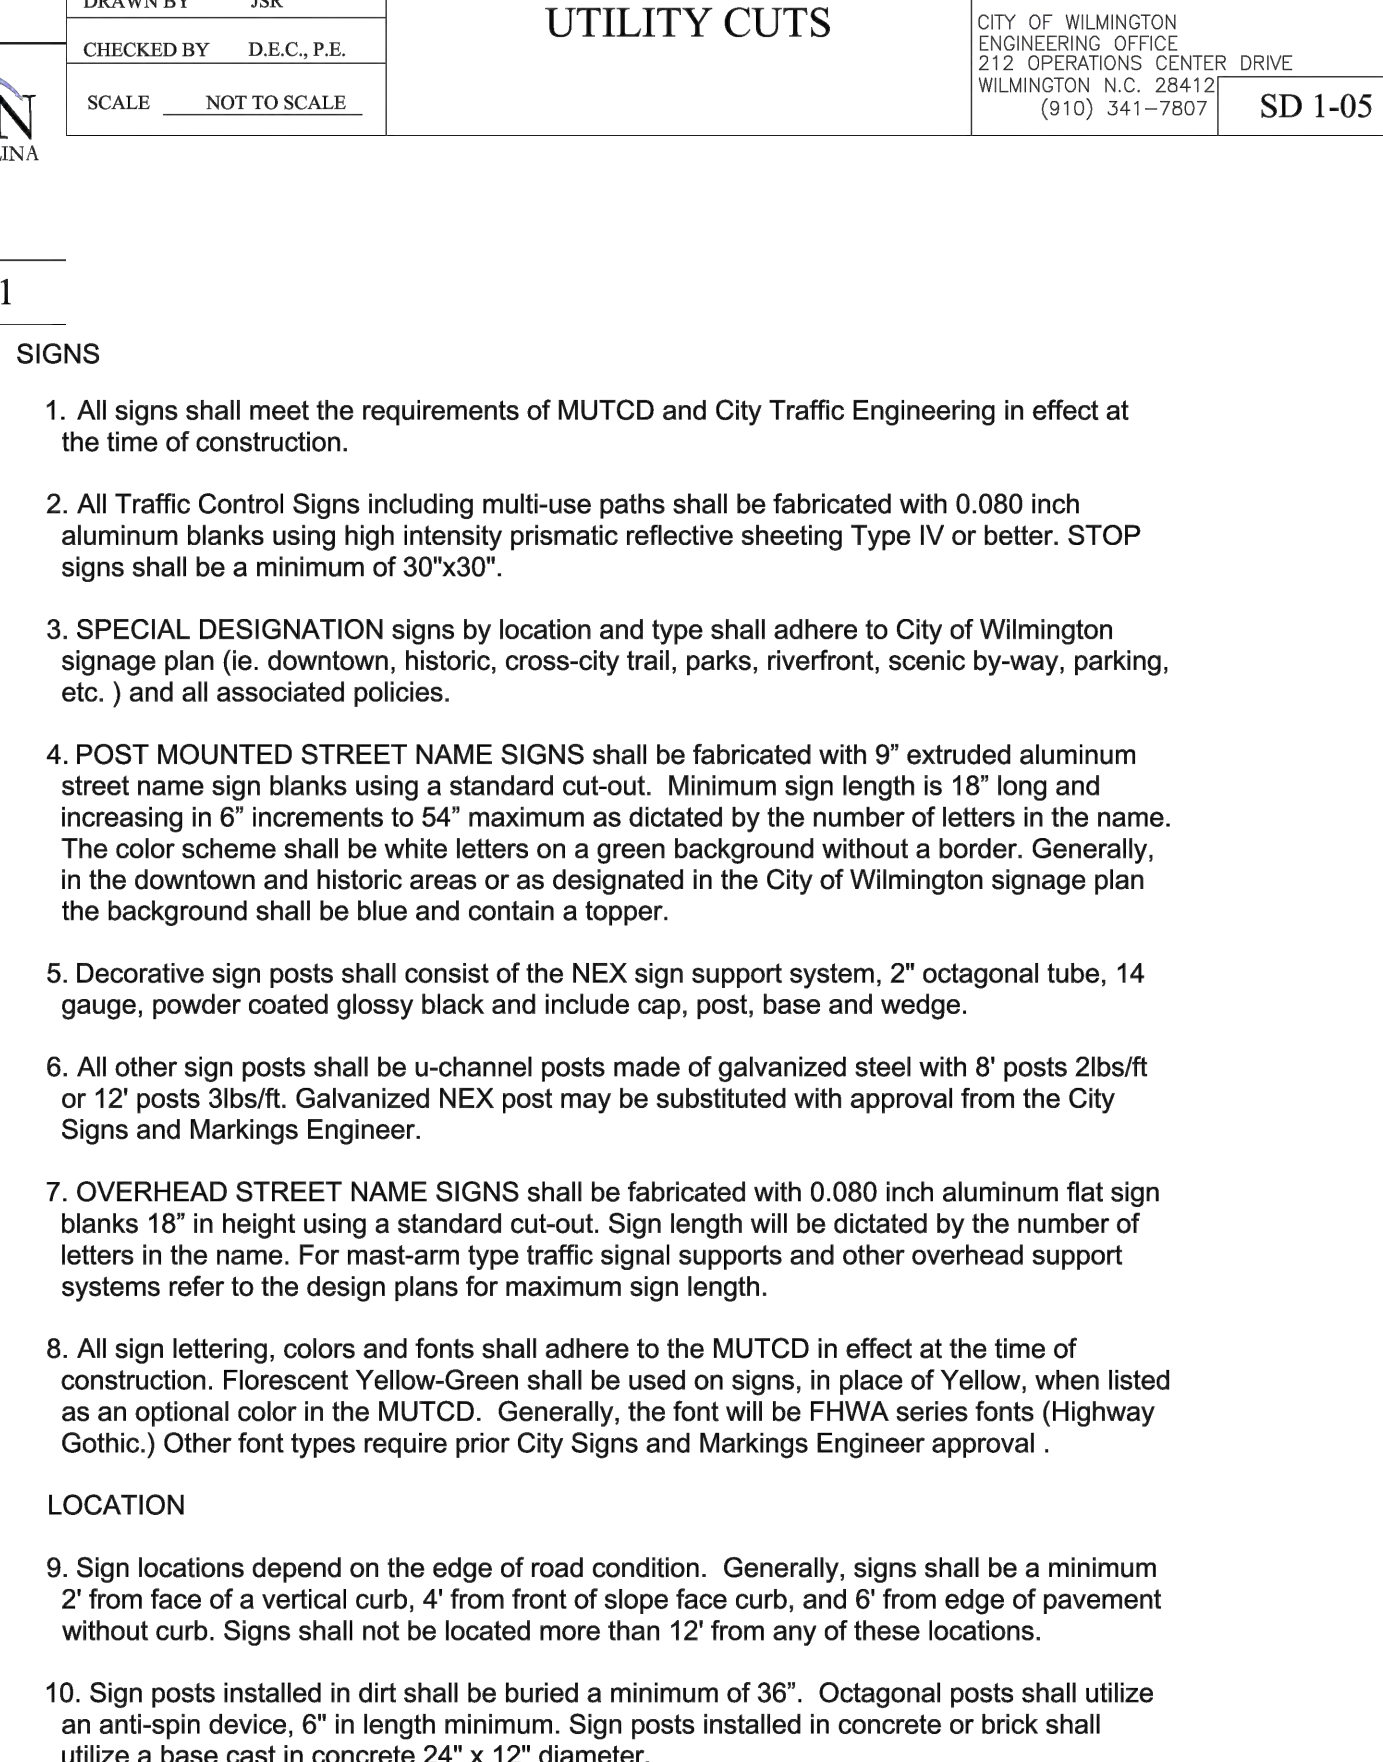 DRAWN BY JSR
CHECKED BY D.E.C., P.E.
SCALE NOT TO SCALE
UTILITY CUTS
CITY OF WILMINGTON
ENGINEERING OFFICE
212 OPERATIONS CENTER DRIVE
WILMINGTON N.C. 28412
(910) 341-7807
SD 1-05
N
LINA
1
SIGNS
1. All signs shall meet the requirements of MUTCD and City Traffic Engineering in effect at
the time of construction.
2. All Traffic Control Signs including multi-use paths shall be fabricated with 0.080 inch
aluminum blanks using high intensity prismatic reflective sheeting Type IV or better. STOP
signs shall be a minimum of 30"x30".
3. SPECIAL DESIGNATION signs by location and type shall adhere to City of Wilmington
signage plan (ie. downtown, historic, cross-city trail, parks, riverfront, scenic by-way, parking,
etc. ) and all associated policies.
4. POST MOUNTED STREET NAME SIGNS shall be fabricated with 9” extruded aluminum
street name sign blanks using a standard cut-out.  Minimum sign length is 18” long and
increasing in 6” increments to 54” maximum as dictated by the number of letters in the name.
The color scheme shall be white letters on a green background without a border. Generally,
in the downtown and historic areas or as designated in the City of Wilmington signage plan
the background shall be blue and contain a topper.
5. Decorative sign posts shall consist of the NEX sign support system, 2" octagonal tube, 14
gauge, powder coated glossy black and include cap, post, base and wedge.
6. All other sign posts shall be u-channel posts made of galvanized steel with 8' posts 2lbs/ft
or 12' posts 3lbs/ft. Galvanized NEX post may be substituted with approval from the City
Signs and Markings Engineer.
7. OVERHEAD STREET NAME SIGNS shall be fabricated with 0.080 inch aluminum flat sign
blanks 18” in height using a standard cut-out. Sign length will be dictated by the number of
letters in the name. For mast-arm type traffic signal supports and other overhead support
systems refer to the design plans for maximum sign length.
8. All sign lettering, colors and fonts shall adhere to the MUTCD in effect at the time of
construction. Florescent Yellow-Green shall be used on signs, in place of Yellow, when listed
as an optional color in the MUTCD.  Generally, the font will be FHWA series fonts (Highway
Gothic.) Other font types require prior City Signs and Markings Engineer approval .
LOCATION
9. Sign locations depend on the edge of road condition.  Generally, signs shall be a minimum
2' from face of a vertical curb, 4' from front of slope face curb, and 6' from edge of pavement
without curb. Signs shall not be located more than 12' from any of these locations.
10. Sign posts installed in dirt shall be buried a minimum of 36”.  Octagonal posts shall utilize
an anti-spin device, 6" in length minimum. Sign posts installed in concrete or brick shall
utilize a base cast in concrete 24" x 12" diameter.